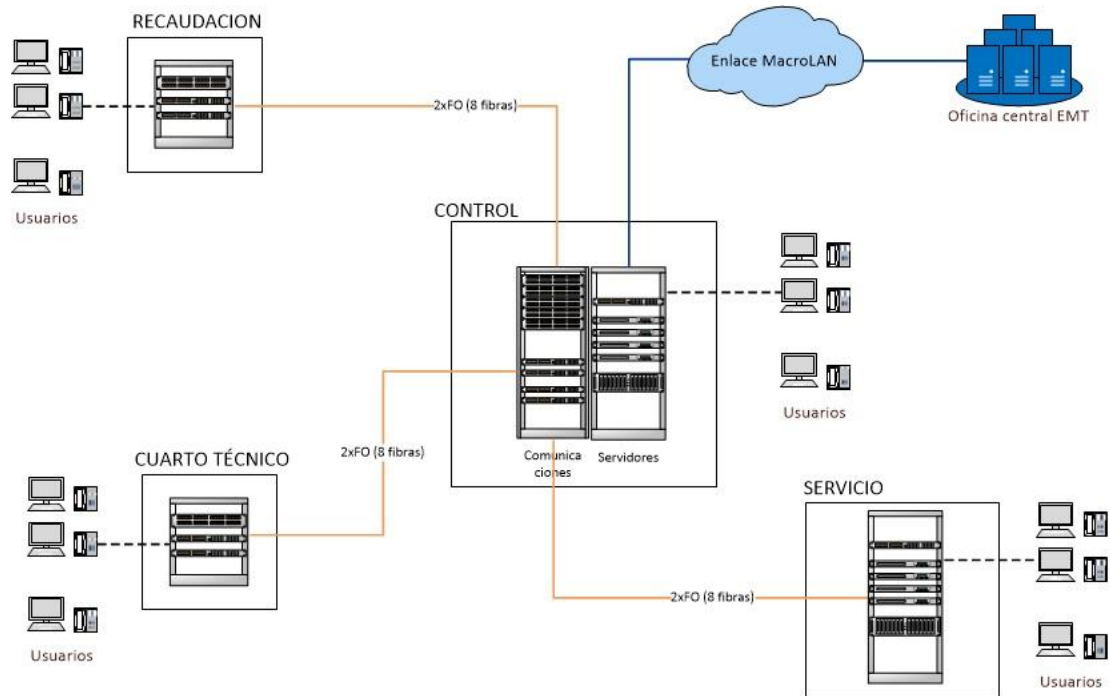 RECAUDACION
Enlace MacroLAN
2xFO (8 fibras)
Oficina central EMT
Usuarios
CONTROL
Usuarios
CUARTO TÉCNICO
2xFO (8 fibras)
Comunica
ciones
Servidores
SERVICIO
2xFO (8 fibras)
Usuarios
Usuarios